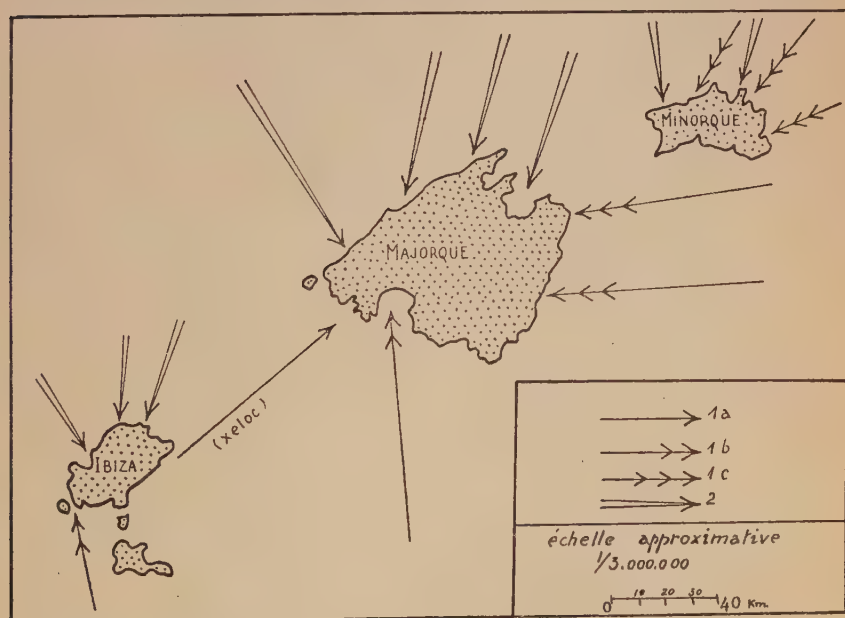 MINORQUE
MAJORQUE
(xeloc)
IBIZA
1a
1b
1c
2
échelle approximative
1/3.000.000
0 10 20 30 40 Km.